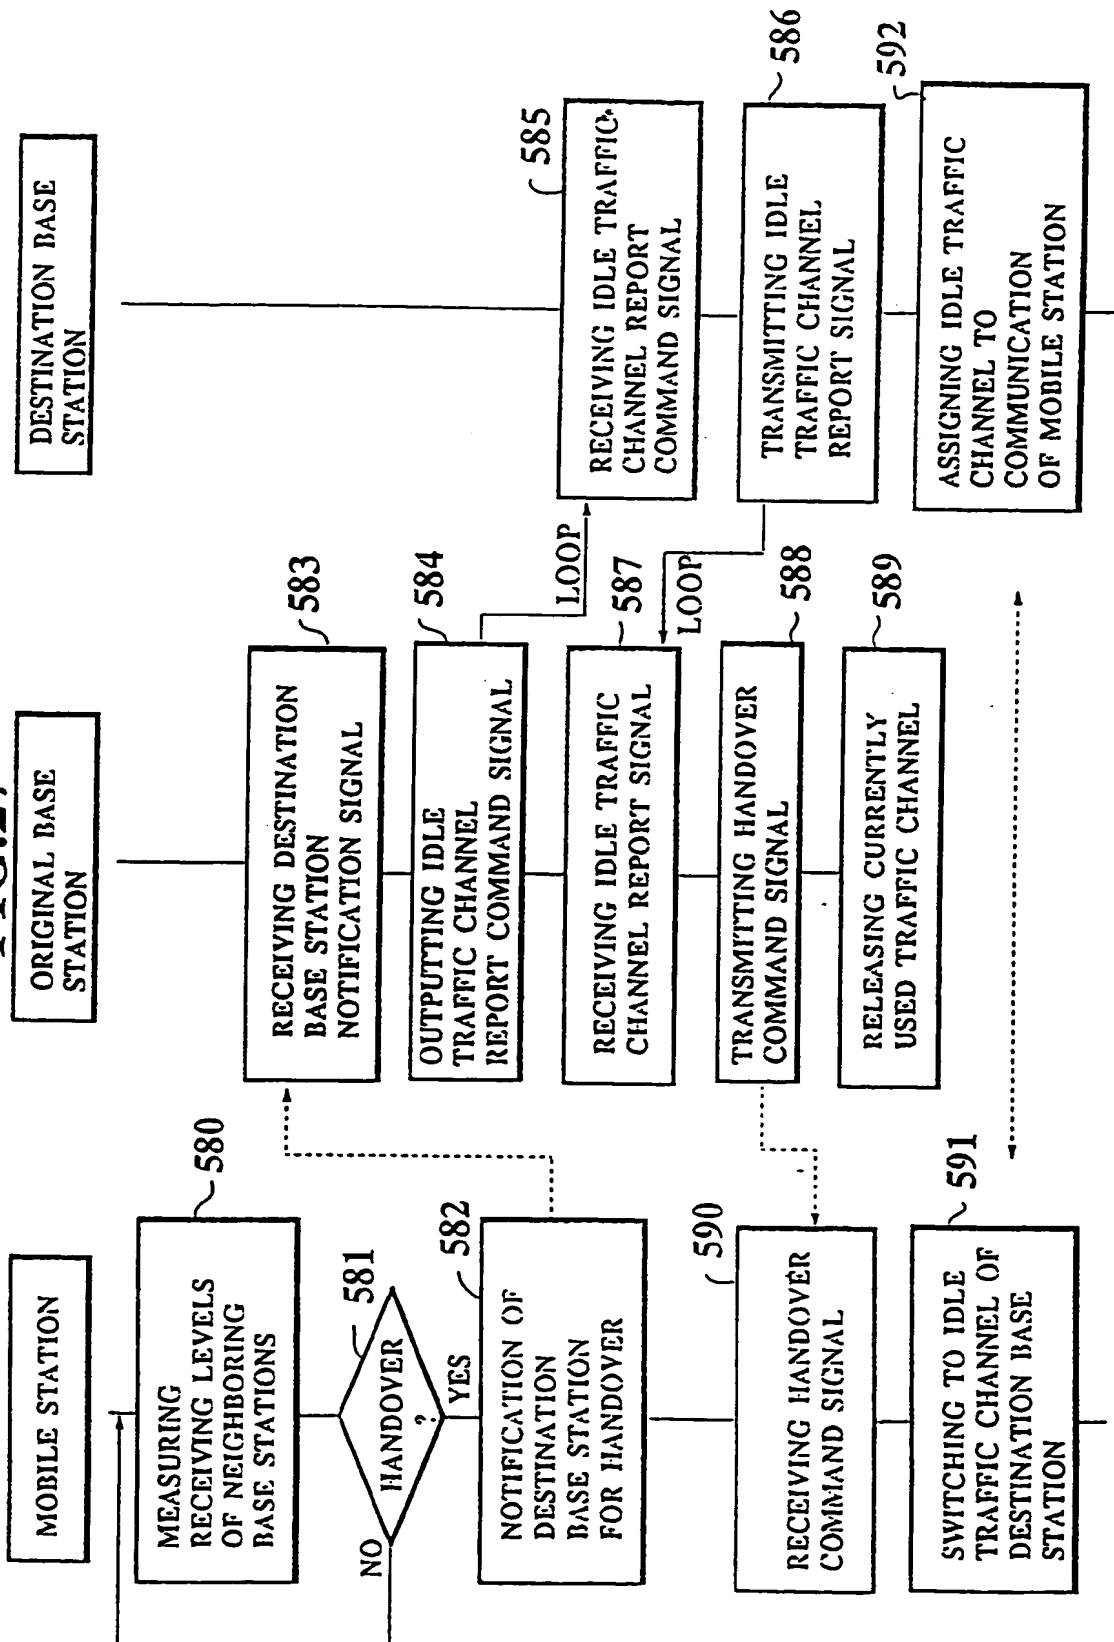 MOBILE STATION
ORIGINAL BASE
STATION
DESTINATION BASE
STATION
MEASURING
RECEIVING LEVELS
OF NEIGHBORING
BASE STATIONS
580
HANDOVER
?
581
NO
YES
NOTIFICATION OF
DESTINATION
BASE STATION
FOR HANDOVER
582
RECEIVING DESTINATION
BASE STATION
NOTIFICATION SIGNAL
583
OUTPUTTING IDLE
TRAFFIC CHANNEL
REPORT COMMAND SIGNAL
584
LOOP
RECEIVING IDLE TRAFFIC
CHANNEL REPORT
COMMAND SIGNAL
585
TRANSMITTING IDLE
TRAFFIC CHANNEL
REPORT SIGNAL
586
LOOP
RECEIVING IDLE TRAFFIC
CHANNEL REPORT SIGNAL
587
TRANSMITTING HANDOVER
COMMAND SIGNAL
588
RELEASING CURRENTLY
USED TRAFFIC CHANNEL
589
RECEIVING HANDOVER
COMMAND SIGNAL
590
SWITCHING TO IDLE
TRAFFIC CHANNEL OF
DESTINATION BASE
STATION
591
ASSIGNING IDLE TRAFFIC
CHANNEL TO
COMMUNICATION
OF MOBILE STATION
592